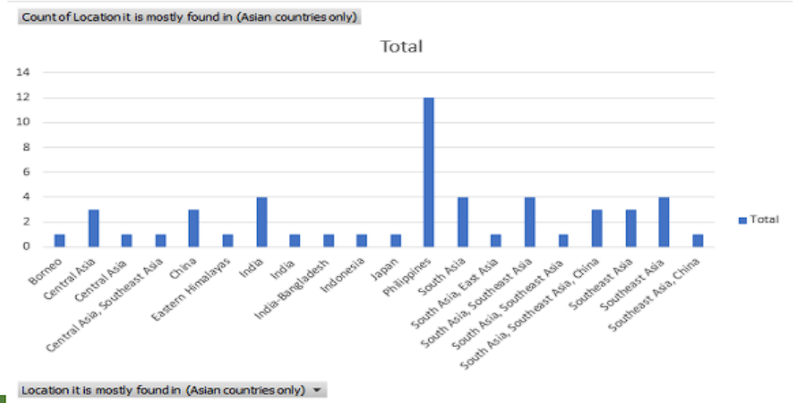 Count of Location it is mostly found in (Asian countries only)
Total
14
12
10
8
6
4
2
0
Total
Borneo
Central Asia
Central Asia
Central Asia, Southeast Asia
China
Eastern Himalayas
India
India
India-Bangladesh
Indonesia
Japan
Philippines
South Asia
South Asia, East Asia
South Asia, Southeast Asia
South Asia, Southeast Asia
South Asia, Southeast Asia, China
Southeast Asia
Southeast Asia
Southeast Asia, China
Location it is mostly found in (Asian countries only)